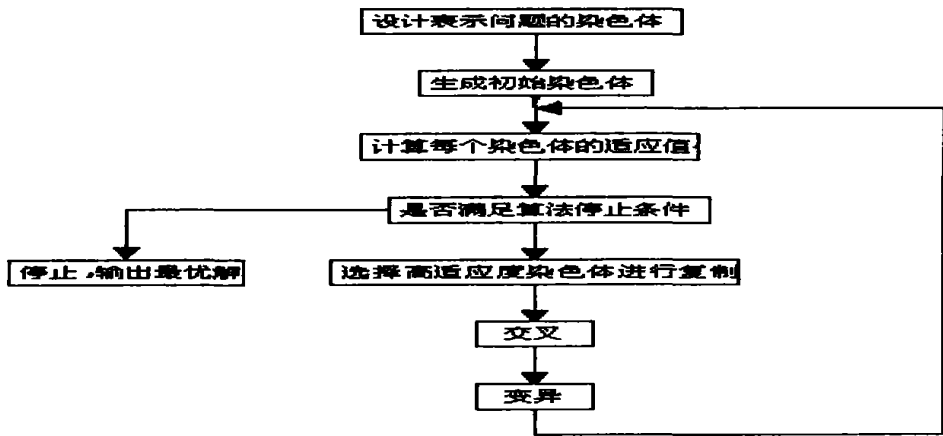 设计表示问题的染色体
生成初始染色体
计算每个染色体的适应值
是否满足算法停止条件
停止，输出最优解
选择高适应度染色体进行复制
交叉
变异